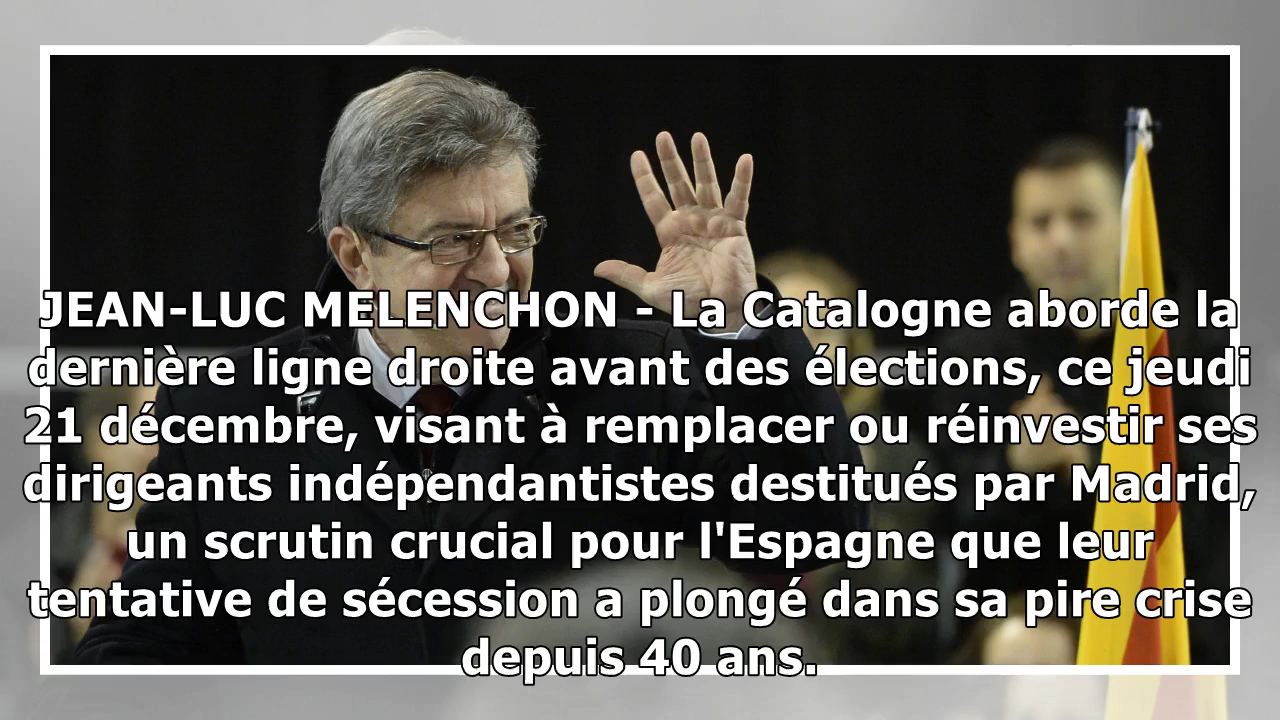 JEAN-LUC MELENCHON - La Catalogne aborde la
dernière ligne droite avant des élections, ce jeudi
21 décembre, visant à remplacer ou réinvestir ses
dirigeants indépendantistes destitués par Madrid,
un scrutin crucial pour l'Espagne que leur
tentative de sécession a plongé dans sa pire crise
depuis 40 ans.